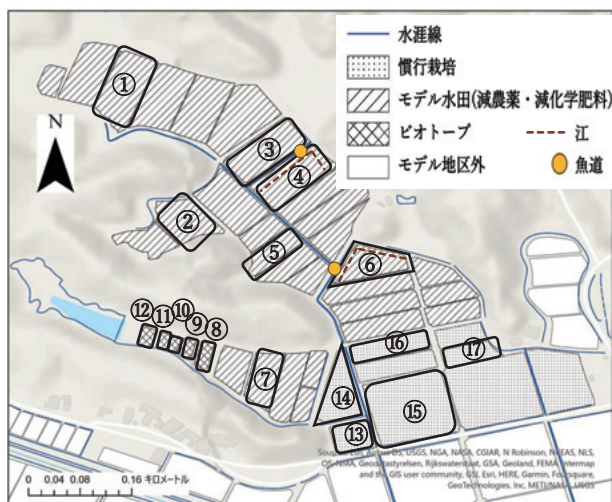 水涯線
慣行栽培
モデル水田(減農薬・減化学肥料)
ビオトープ
江
モデル地区外
魚道
N
①
②
③
④
⑤
⑥
⑫
⑪
⑩
⑨
⑧
⑦
⑯
⑰
⑭
⑮
⑬
0 0.04 0.08 0.16 キロメートル
Airbus DS, USGS, NGA, NASA, CGIAR, N Robinson, NCEAS, NLS,
OS, NMA, Geodatastyrelsen, Rijkswaterstaat, GSA, Geoland, FEMA, Intermap
and the GIS user community, Esri, HERE, Garmin, Foursquare,
GeoTechnologies, Inc, METI/NASA, USGS